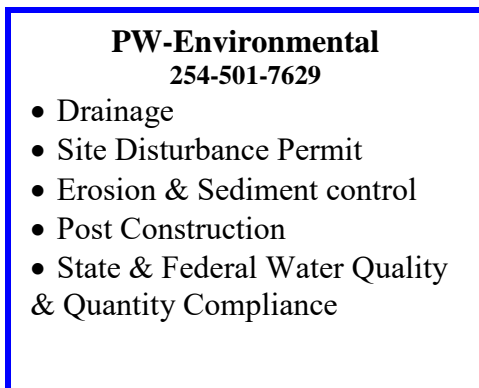 PW-Environmental
254-501-7629
• Drainage
• Site Disturbance Permit
• Erosion & Sediment control
• Post Construction
• State & Federal Water Quality
& Quantity Compliance